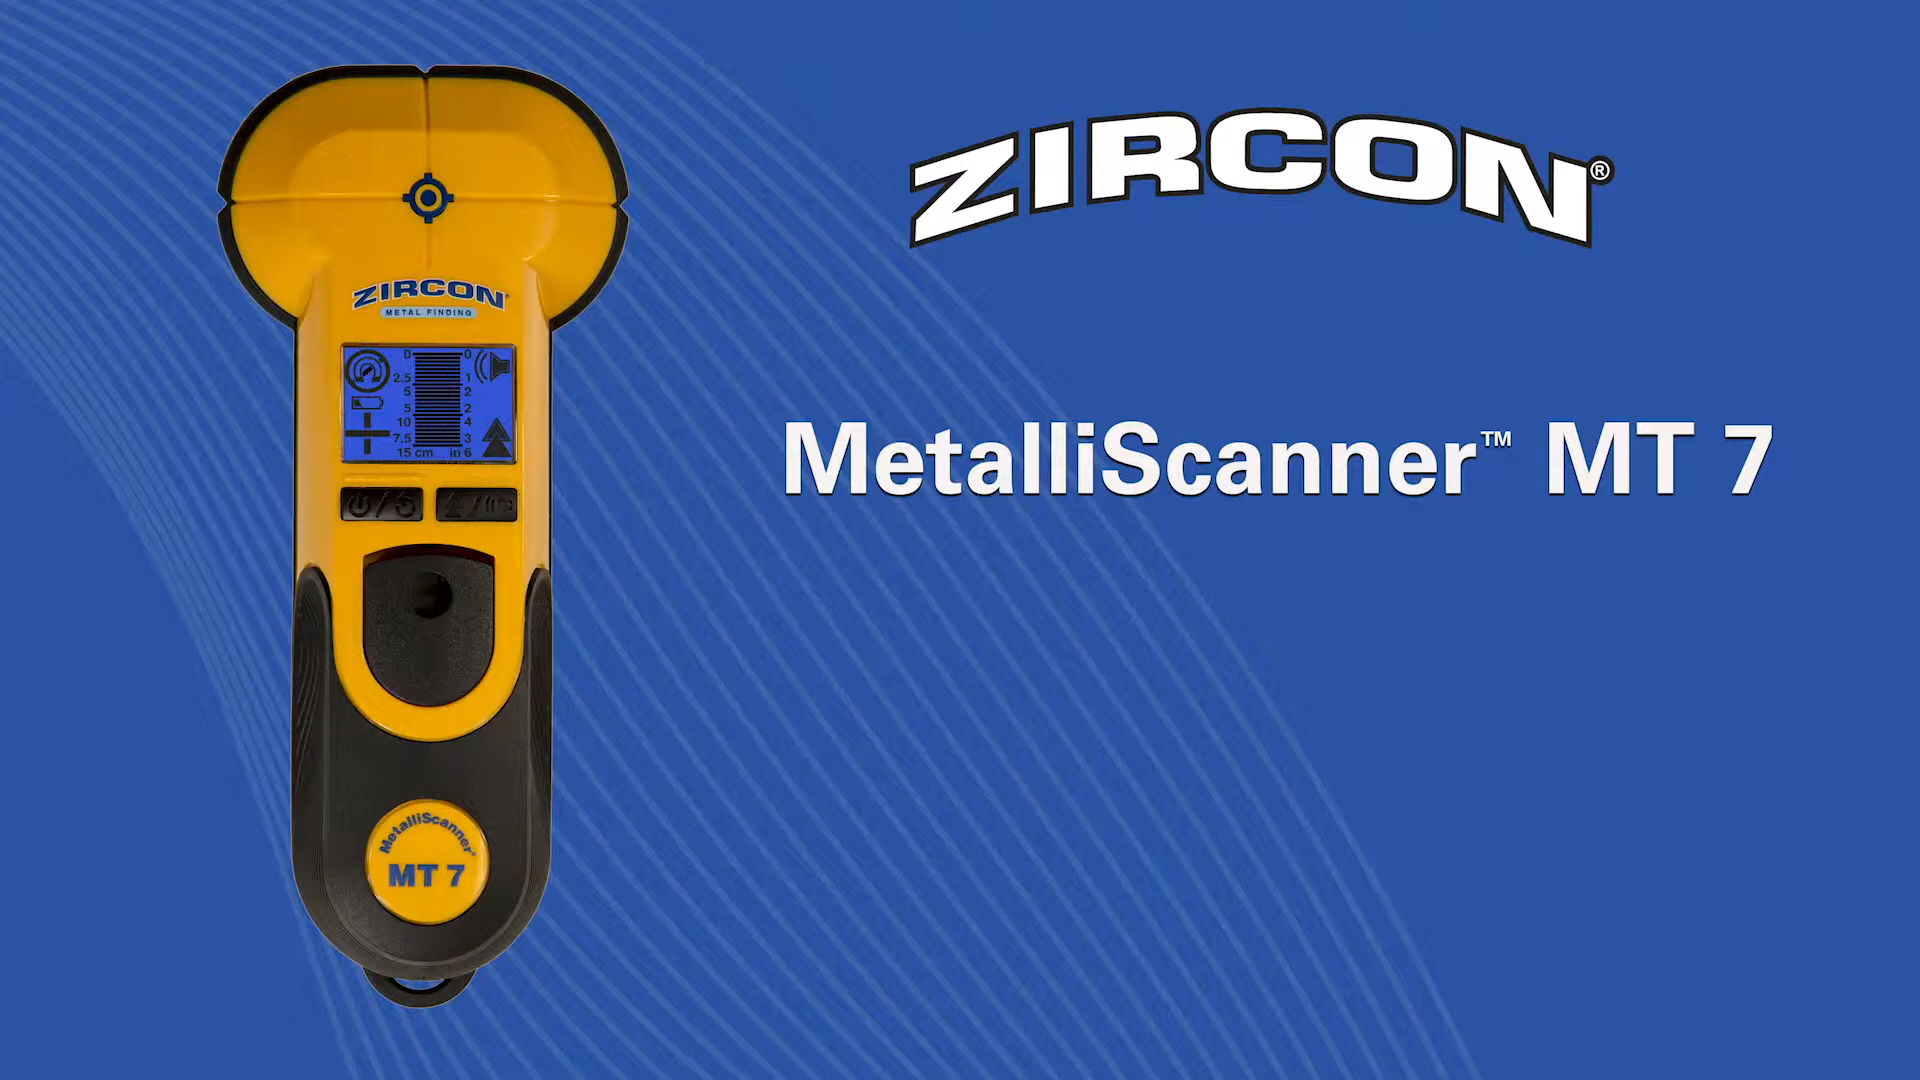 ZIRCON®
MetalliScanner™ MT 7
ZIRCON
METAL FINDING
0 0
2.5 1
5 2
5 2
10 4
7.5 3
15 cm in 6
MetalliScanner®
MT 7